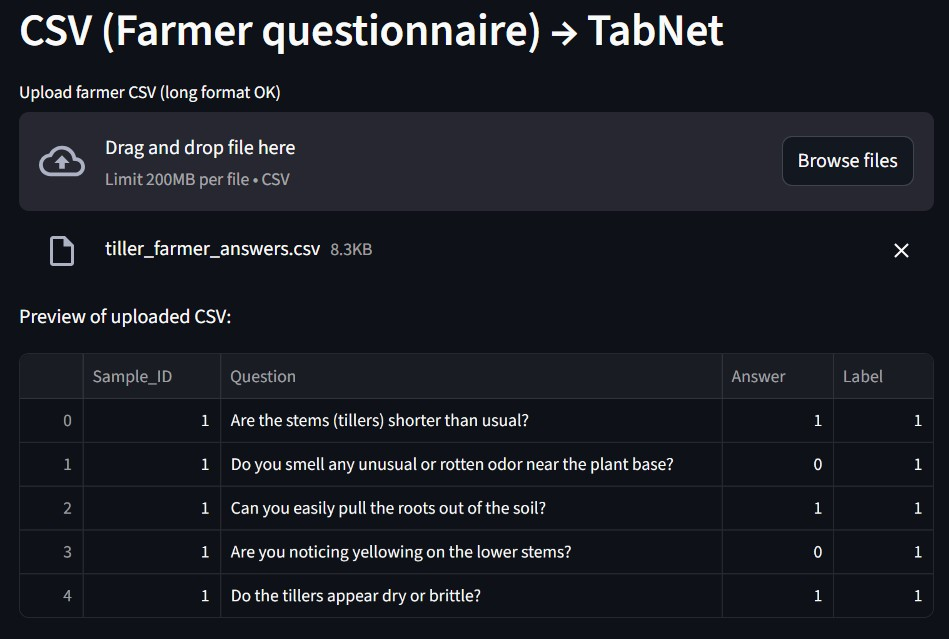 CSV (Farmer questionnaire) → TabNet
Upload farmer CSV (long format OK)
Drag and drop file here
Limit 200MB per file • CSV
Browse files
tiller_farmer_answers.csv 8.3KB
Preview of uploaded CSV:
Sample_ID Question Answer Label
0 1 Are the stems (tillers) shorter than usual? 1 1
1 1 Do you smell any unusual or rotten odor near the plant base? 0 1
2 1 Can you easily pull the roots out of the soil? 1 1
3 1 Are you noticing yellowing on the lower stems? 0 1
4 1 Do the tillers appear dry or brittle? 1 1